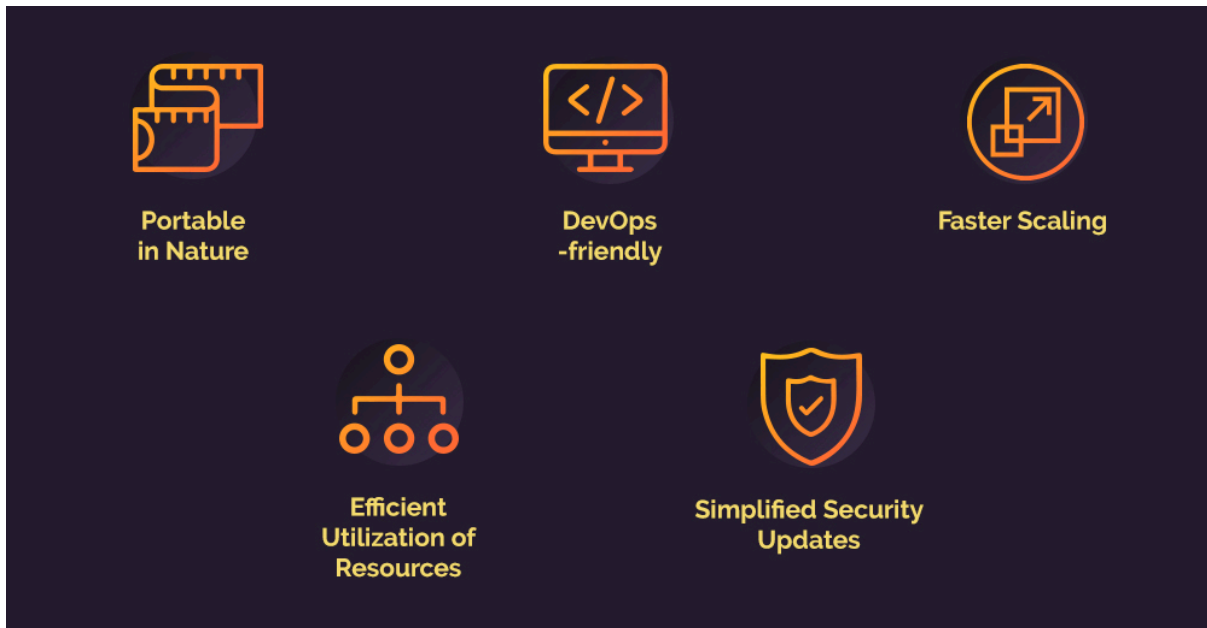 Portable
in Nature
DevOps
-friendly
Faster Scaling
Efficient
Utilization of
Resources
Simplified Security
Updates